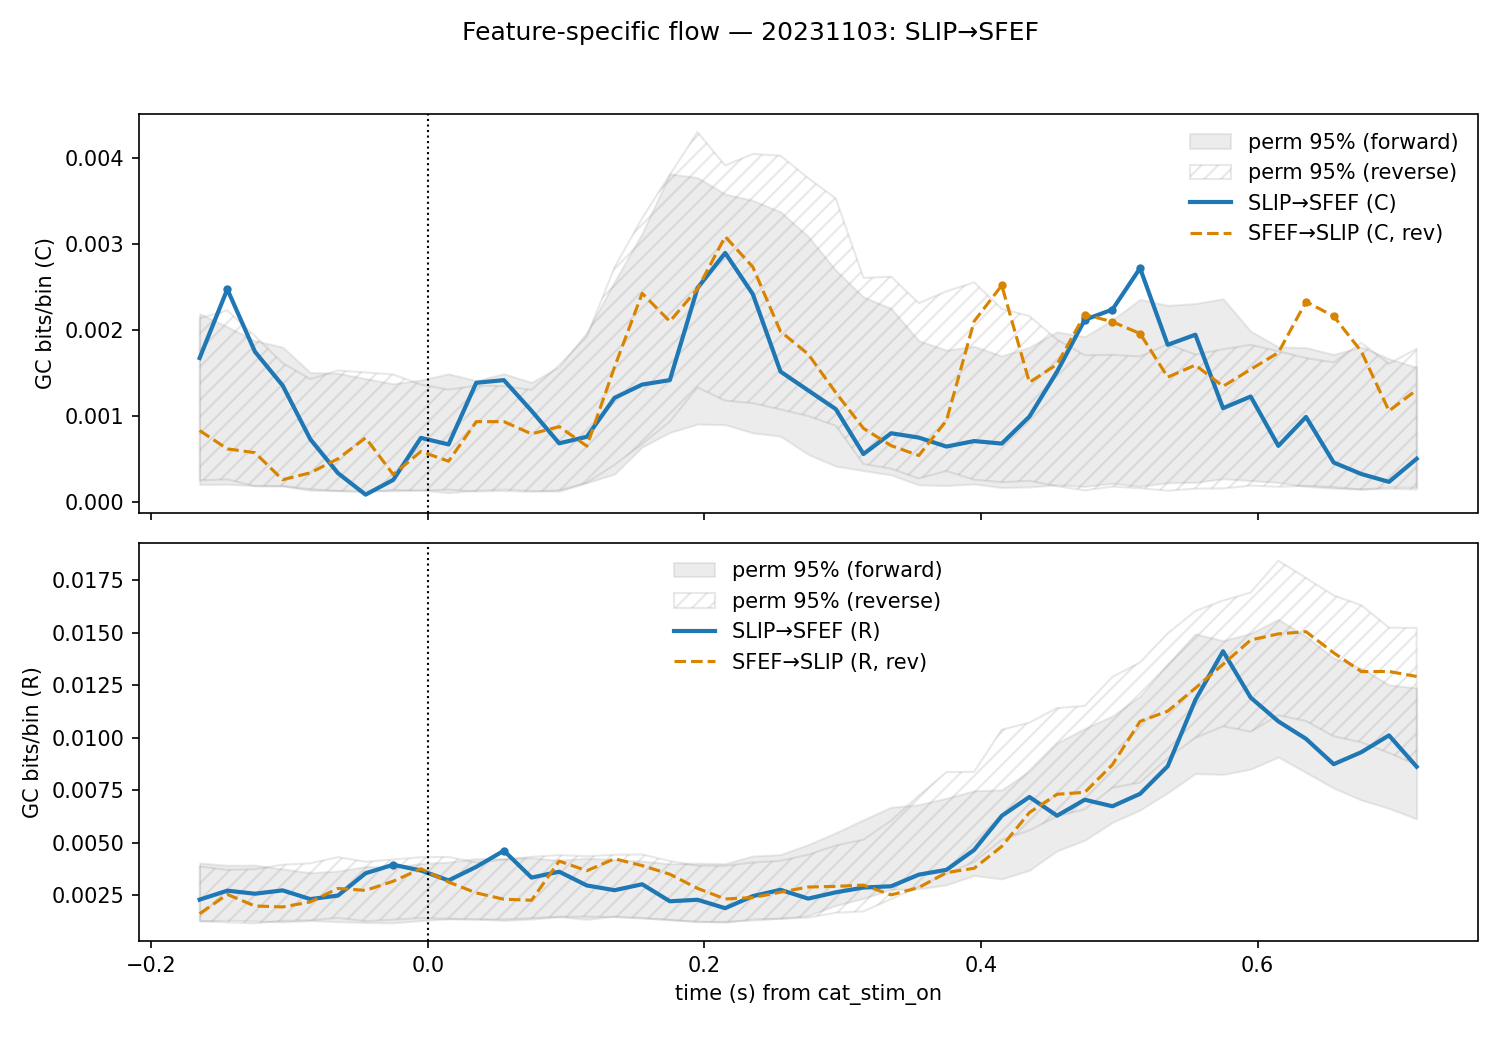 Feature-specific flow — 20231103: SLIP→SFEF
GC bits/bin (C)
0.004
0.003
0.002
0.001
0.000
perm 95% (forward)
perm 95% (reverse)
SLIP→SFEF (C)
SFEF→SLIP (C, rev)
GC bits/bin (R)
0.0175
0.0150
0.0125
0.0100
0.0075
0.0050
0.0025
perm 95% (forward)
perm 95% (reverse)
SLIP→SFEF (R)
SFEF→SLIP (R, rev)
−0.2 0.0 0.2 0.4 0.6
time (s) from cat_stim_on